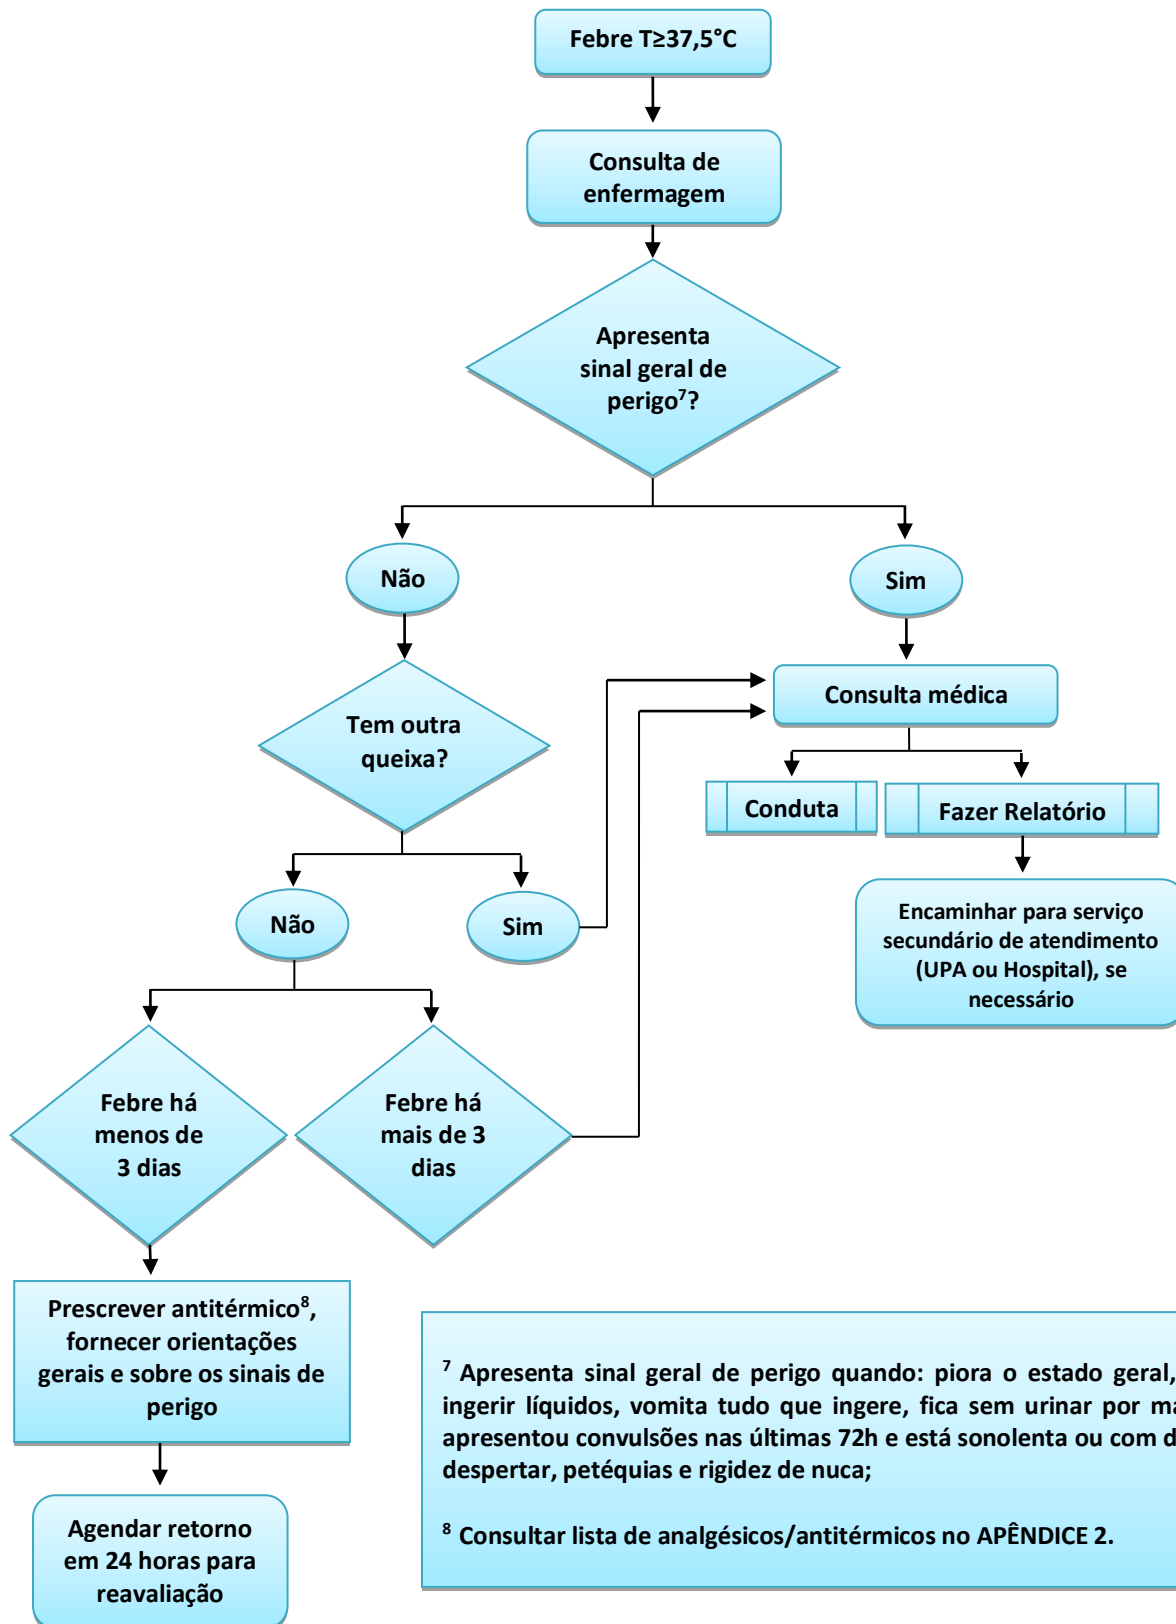 Febre T≥37,5°C
Consulta de
enfermagem
Apresenta
sinal geral de
perigo⁷?
Não
Sim
Tem outra
queixa?
Consulta médica
Conduta
Fazer Relatório
Não
Sim
Encaminhar para serviço
secundário de atendimento
(UPA ou Hospital), se
necessário
Febre há
menos de
3 dias
Febre há
mais de 3
dias
Prescrever antitérmico⁸,
fornecer orientações
gerais e sobre os sinais de
perigo
Agendar retorno
em 24 horas para
reavaliação
⁷ Apresenta sinal geral de perigo quando: piora o estado geral,
ingerir líquidos, vomita tudo que ingere, fica sem urinar por
apresentou convulsões nas últimas 72h e está sonolenta ou com
despertar, petéquias e rigidez de nuca;
⁸ Consultar lista de analgésicos/antitérmicos no APÊNDICE 2.